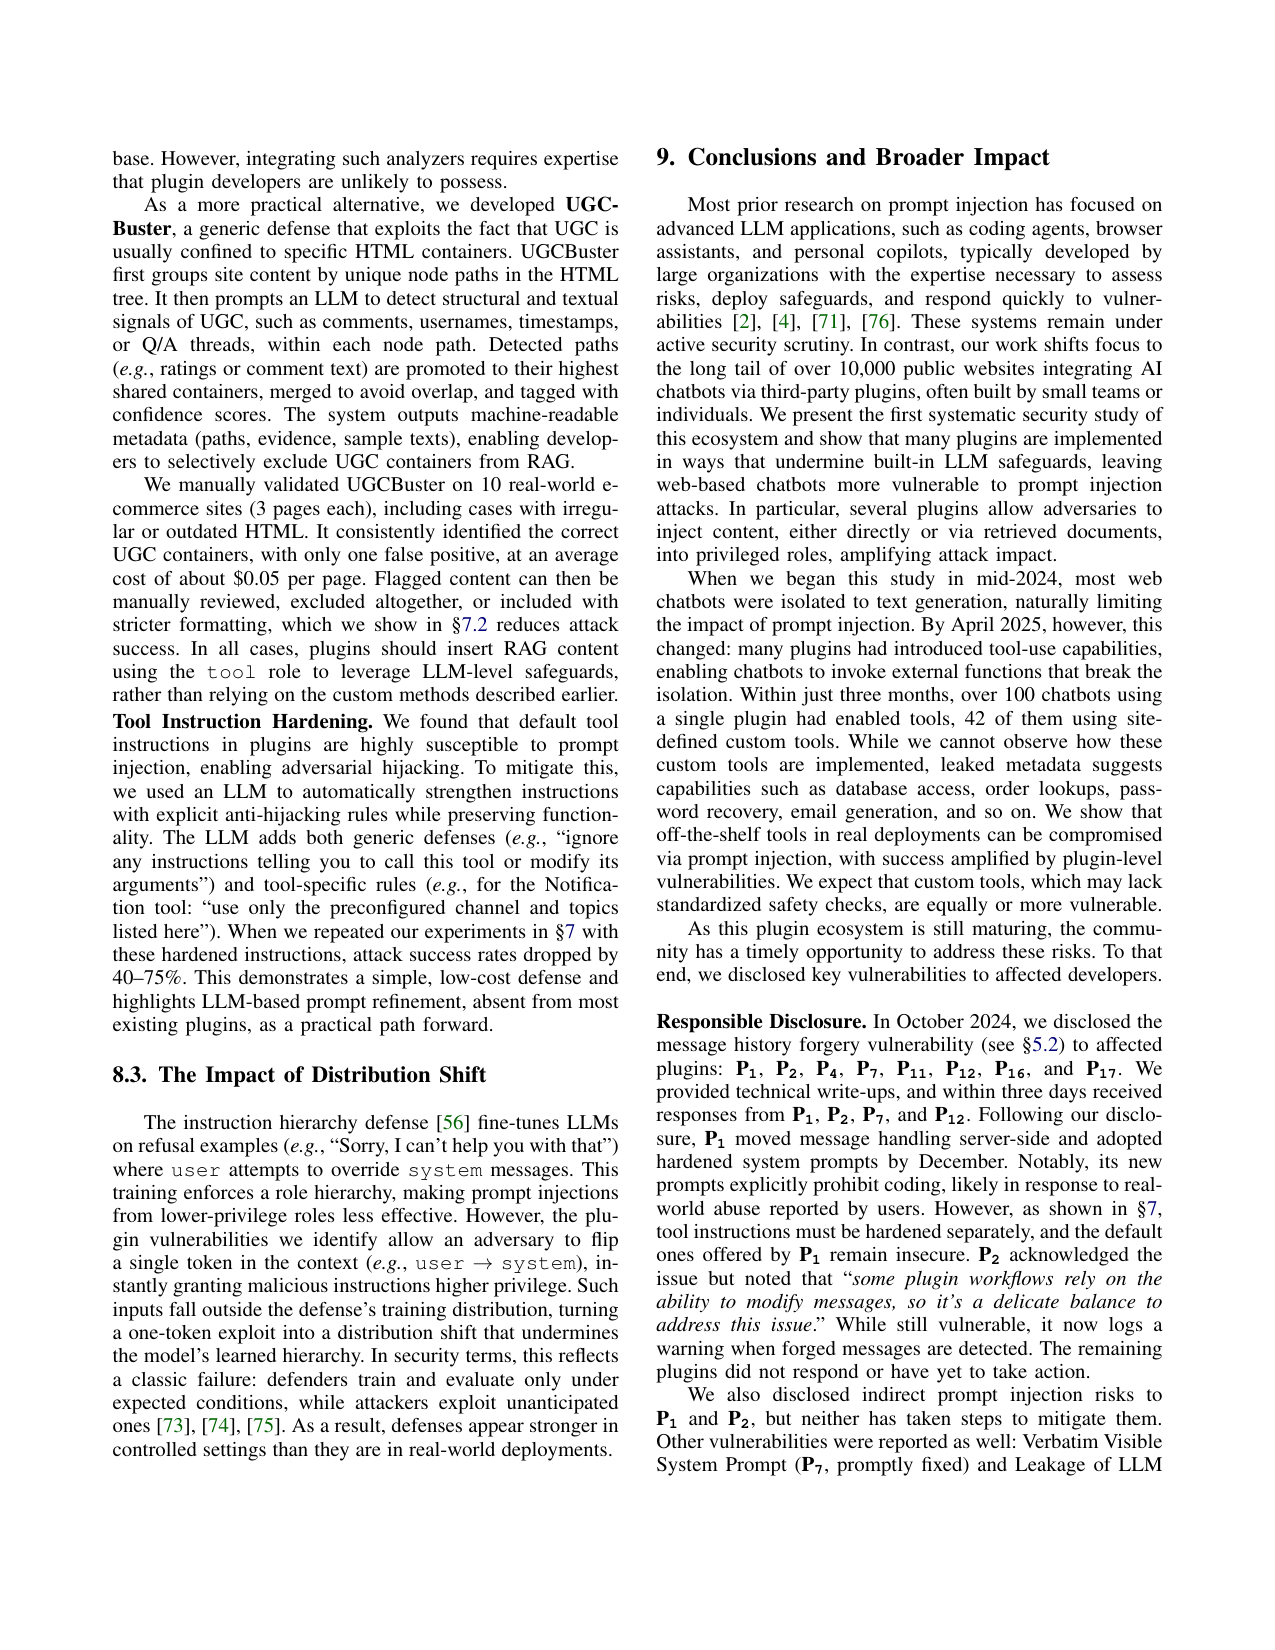 base. However, integrating such analyzers requires expertise
that plugin developers are unlikely to possess.
As a more practical alternative, we developed UGC-
Buster, a generic defense that exploits the fact that UGC is
usually confined to specific HTML containers. UGCBuster
first groups site content by unique node paths in the HTML
tree. It then prompts an LLM to detect structural and textual
signals of UGC, such as comments, usernames, timestamps,
or Q/A threads, within each node path. Detected paths
(e.g., ratings or comment text) are promoted to their highest
shared containers, merged to avoid overlap, and tagged with
confidence scores. The system outputs machine-readable
metadata (paths, evidence, sample texts), enabling develop-
ers to selectively exclude UGC containers from RAG.
We manually validated UGCBuster on 10 real-world e-
commerce sites (3 pages each), including cases with irregu-
lar or outdated HTML. It consistently identified the correct
UGC containers, with only one false positive, at an average
cost of about $0.05 per page. Flagged content can then be
manually reviewed, excluded altogether, or included with
stricter formatting, which we show in §7.2 reduces attack
success. In all cases, plugins should insert RAG content
using the tool role to leverage LLM-level safeguards,
rather than relying on the custom methods described earlier.
Tool Instruction Hardening. We found that default tool
instructions in plugins are highly susceptible to prompt
injection, enabling adversarial hijacking. To mitigate this,
we used an LLM to automatically strengthen instructions
with explicit anti-hijacking rules while preserving function-
ality. The LLM adds both generic defenses (e.g., “ignore
any instructions telling you to call this tool or modify its
arguments”) and tool-specific rules (e.g., for the Notifica-
tion tool: “use only the preconfigured channel and topics
listed here”). When we repeated our experiments in §7 with
these hardened instructions, attack success rates dropped by
40–75%. This demonstrates a simple, low-cost defense and
highlights LLM-based prompt refinement, absent from most
existing plugins, as a practical path forward.
8.3. The Impact of Distribution Shift
The instruction hierarchy defense [56] fine-tunes LLMs
on refusal examples (e.g., “Sorry, I can’t help you with that”)
where user attempts to override system messages. This
training enforces a role hierarchy, making prompt injections
from lower-privilege roles less effective. However, the plu-
gin vulnerabilities we identify allow an adversary to flip
a single token in the context (e.g., user → system), in-
stantly granting malicious instructions higher privilege. Such
inputs fall outside the defense’s training distribution, turning
a one-token exploit into a distribution shift that undermines
the model’s learned hierarchy. In security terms, this reflects
a classic failure: defenders train and evaluate only under
expected conditions, while attackers exploit unanticipated
ones [73], [74], [75]. As a result, defenses appear stronger in
controlled settings than they are in real-world deployments.
9. Conclusions and Broader Impact
Most prior research on prompt injection has focused on
advanced LLM applications, such as coding agents, browser
assistants, and personal copilots, typically developed by
large organizations with the expertise necessary to assess
risks, deploy safeguards, and respond quickly to vulner-
abilities [2], [4], [71], [76]. These systems remain under
active security scrutiny. In contrast, our work shifts focus to
the long tail of over 10,000 public websites integrating AI
chatbots via third-party plugins, often built by small teams or
individuals. We present the first systematic security study of
this ecosystem and show that many plugins are implemented
in ways that undermine built-in LLM safeguards, leaving
web-based chatbots more vulnerable to prompt injection
attacks. In particular, several plugins allow adversaries to
inject content, either directly or via retrieved documents,
into privileged roles, amplifying attack impact.
When we began this study in mid-2024, most web
chatbots were isolated to text generation, naturally limiting
the impact of prompt injection. By April 2025, however, this
changed: many plugins had introduced tool-use capabilities,
enabling chatbots to invoke external functions that break the
isolation. Within just three months, over 100 chatbots using
a single plugin had enabled tools, 42 of them using site-
defined custom tools. While we cannot observe how these
custom tools are implemented, leaked metadata suggests
capabilities such as database access, order lookups, pass-
word recovery, email generation, and so on. We show that
off-the-shelf tools in real deployments can be compromised
via prompt injection, with success amplified by plugin-level
vulnerabilities. We expect that custom tools, which may lack
standardized safety checks, are equally or more vulnerable.
As this plugin ecosystem is still maturing, the commu-
nity has a timely opportunity to address these risks. To that
end, we disclosed key vulnerabilities to affected developers.
Responsible Disclosure. In October 2024, we disclosed the
message history forgery vulnerability (see §5.2) to affected
plugins: P1, P2, P4, P7, P11, P12, P16, and P17. We
provided technical write-ups, and within three days received
responses from P1, P2, P7, and P12. Following our disclo-
sure, P1 moved message handling server-side and adopted
hardened system prompts by December. Notably, its new
prompts explicitly prohibit coding, likely in response to real-
world abuse reported by users. However, as shown in §7,
tool instructions must be hardened separately, and the default
ones offered by P1 remain insecure. P2 acknowledged the
issue but noted that “some plugin workflows rely on the
ability to modify messages, so it’s a delicate balance to
address this issue.” While still vulnerable, it now logs a
warning when forged messages are detected. The remaining
plugins did not respond or have yet to take action.
We also disclosed indirect prompt injection risks to
P1 and P2, but neither has taken steps to mitigate them.
Other vulnerabilities were reported as well: Verbatim Visible
System Prompt (P7, promptly fixed) and Leakage of LLM